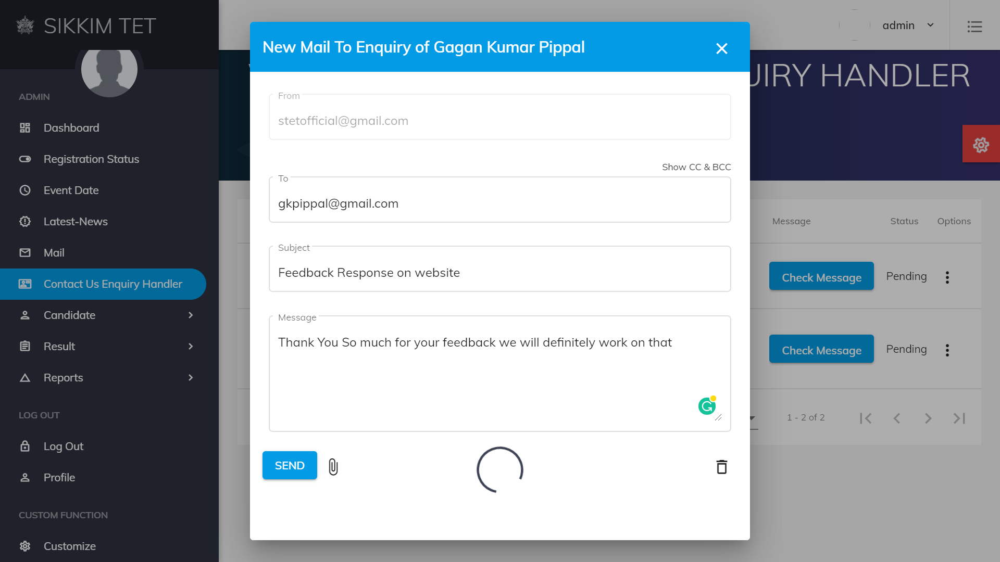 SIKKIM TET
ADMIN
Dashboard
Registration Status
Event Date
Latest-News
Mail
Contact Us Enquiry Handler
Candidate
Result
Reports
LOG OUT
Log Out
Profile
CUSTOM FUNCTION
Customize
admin
UIRY HANDLER
New Mail To Enquiry of Gagan Kumar Pippal
From
stetofficial@gmail.com
Show CC & BCC
To
gkpippal@gmail.com
Subject
Feedback Response on website
Message
Thank You So much for your feedback we will definitely work on that
SEND
Message Status Options
Check Message Pending
Check Message Pending
1 - 2 of 2